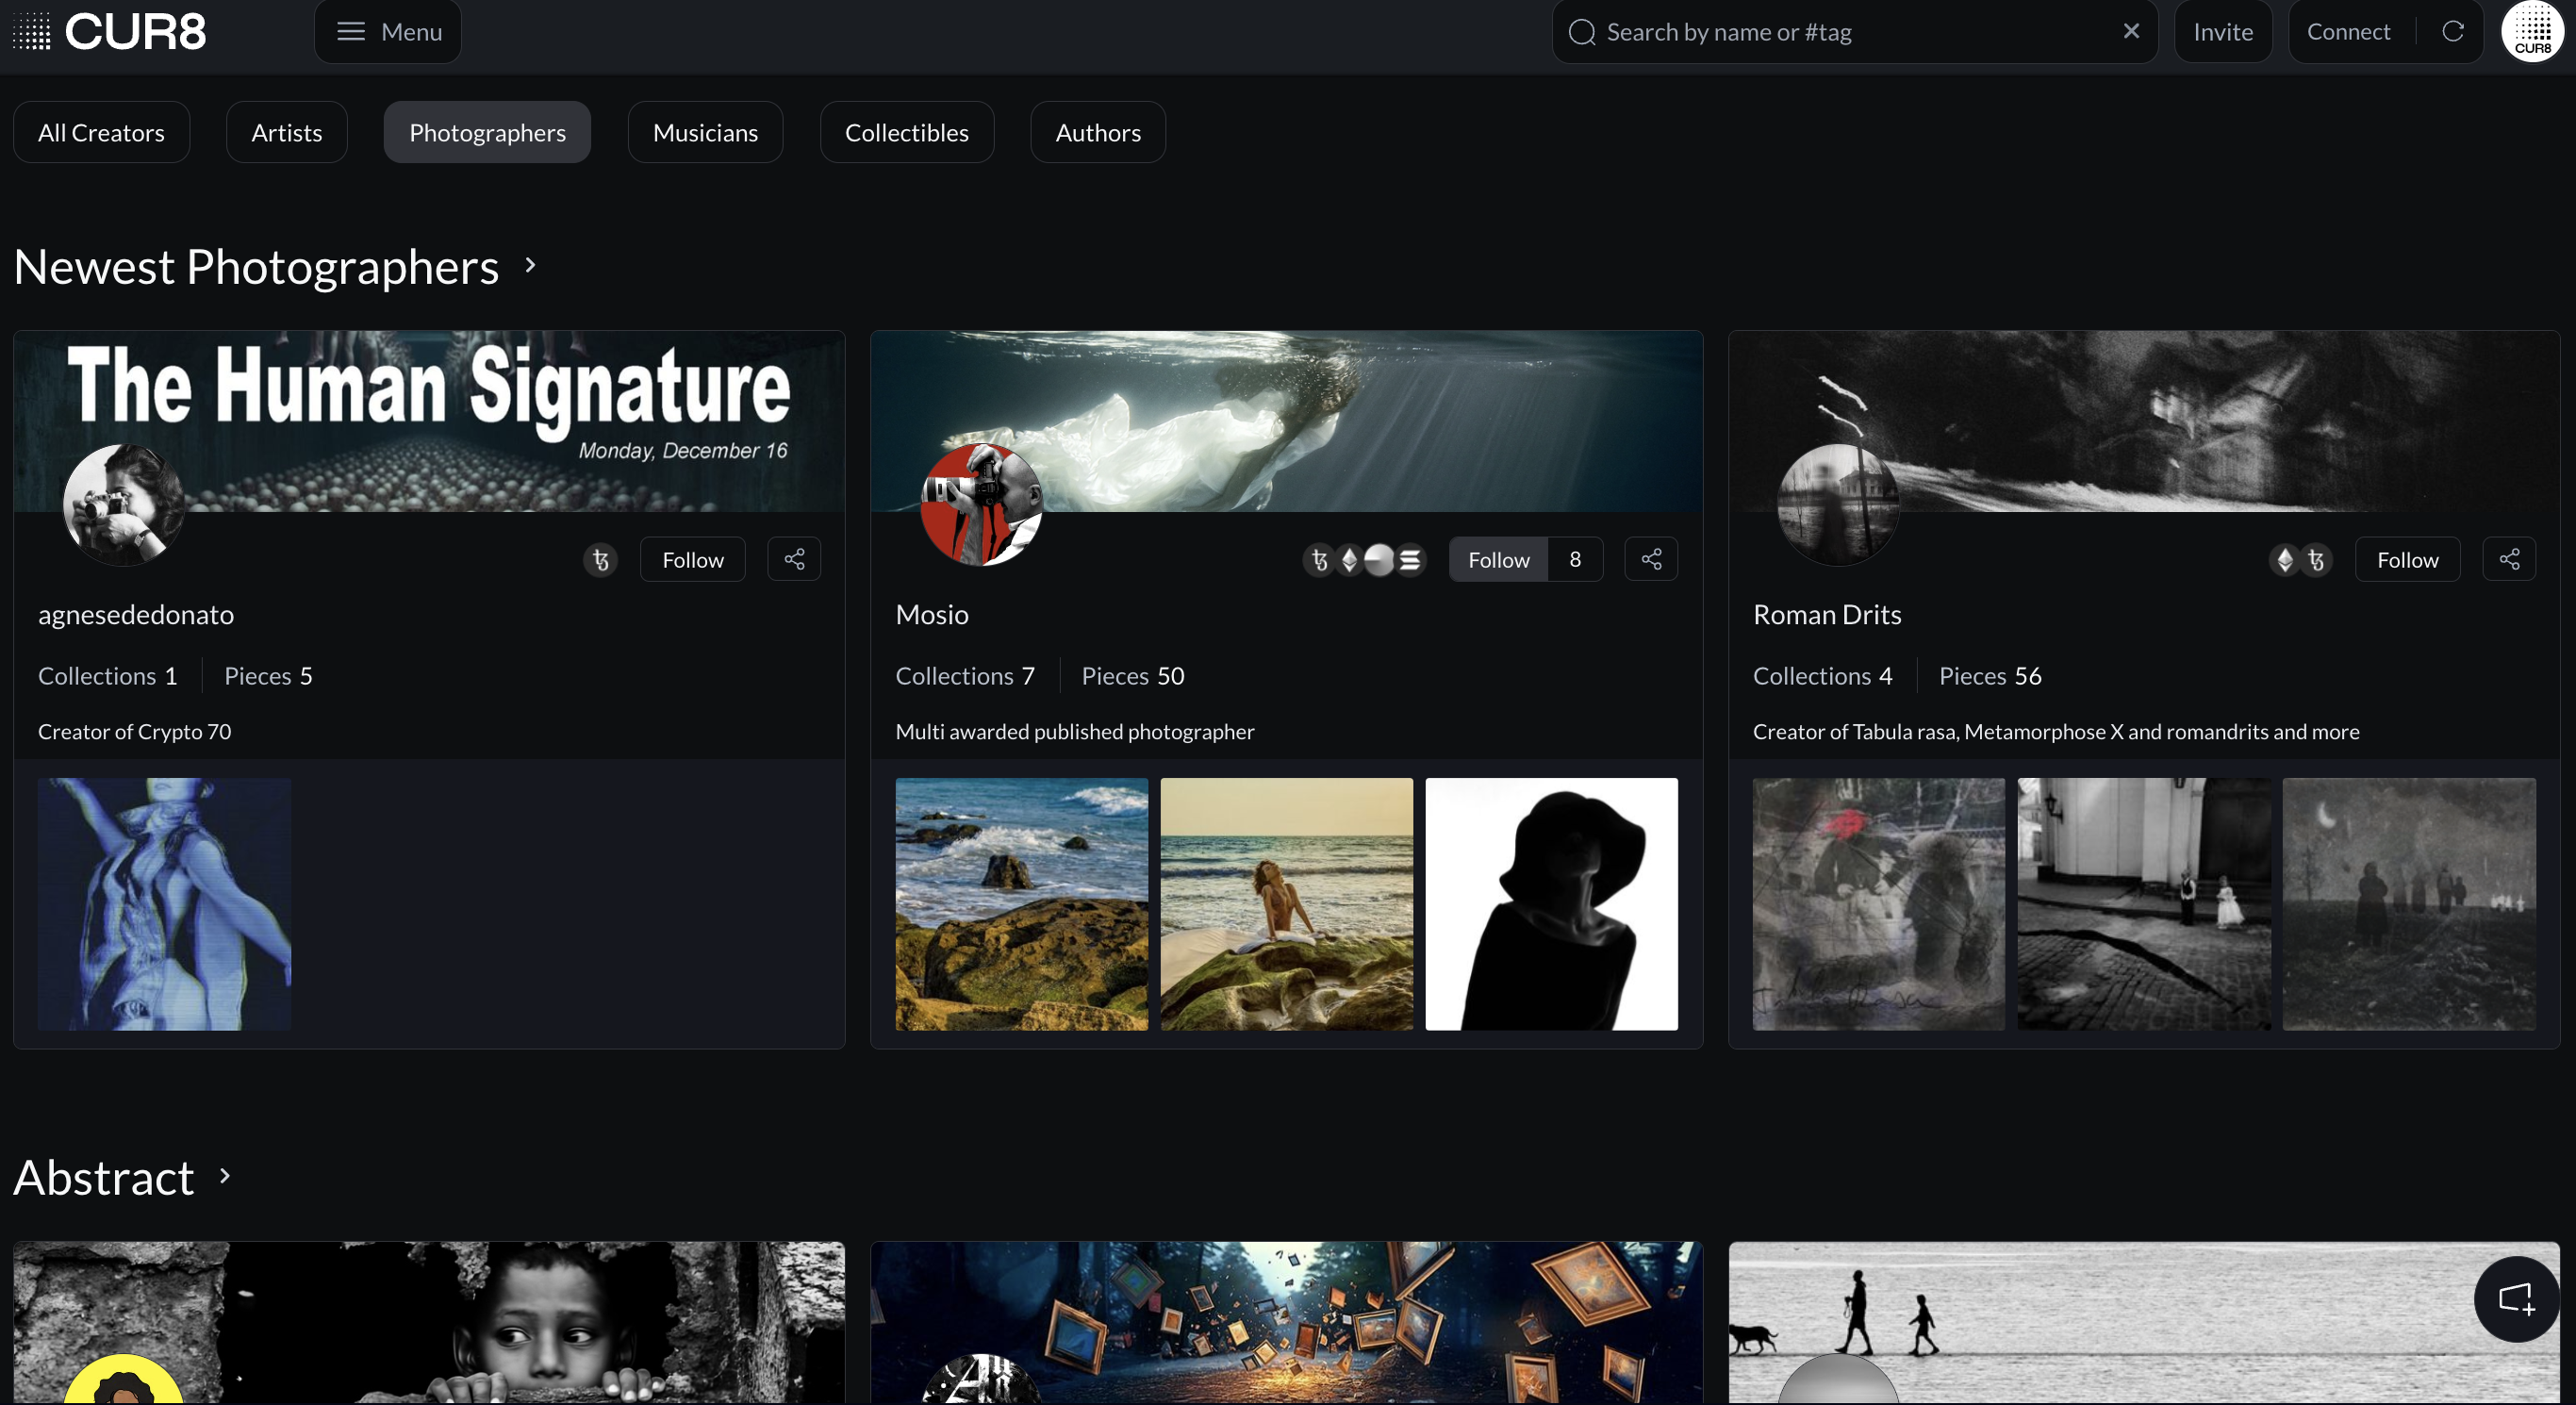 CUR8
Menu
Search by name or #tag
Invite
Connect
CUR8
All Creators
Artists
Photographers
Musicians
Collectibles
Authors
Newest Photographers
The Human Signature
Monday, December 16
Follow
agnesededonato
Collections 1
Pieces 5
Creator of Crypto 70
Follow 8
Mosio
Collections 7
Pieces 50
Multi awarded published photographer
Follow
Roman Drits
Collections 4
Pieces 56
Creator of Tabula rasa, Metamorphose X and romandrits and more
Abstract